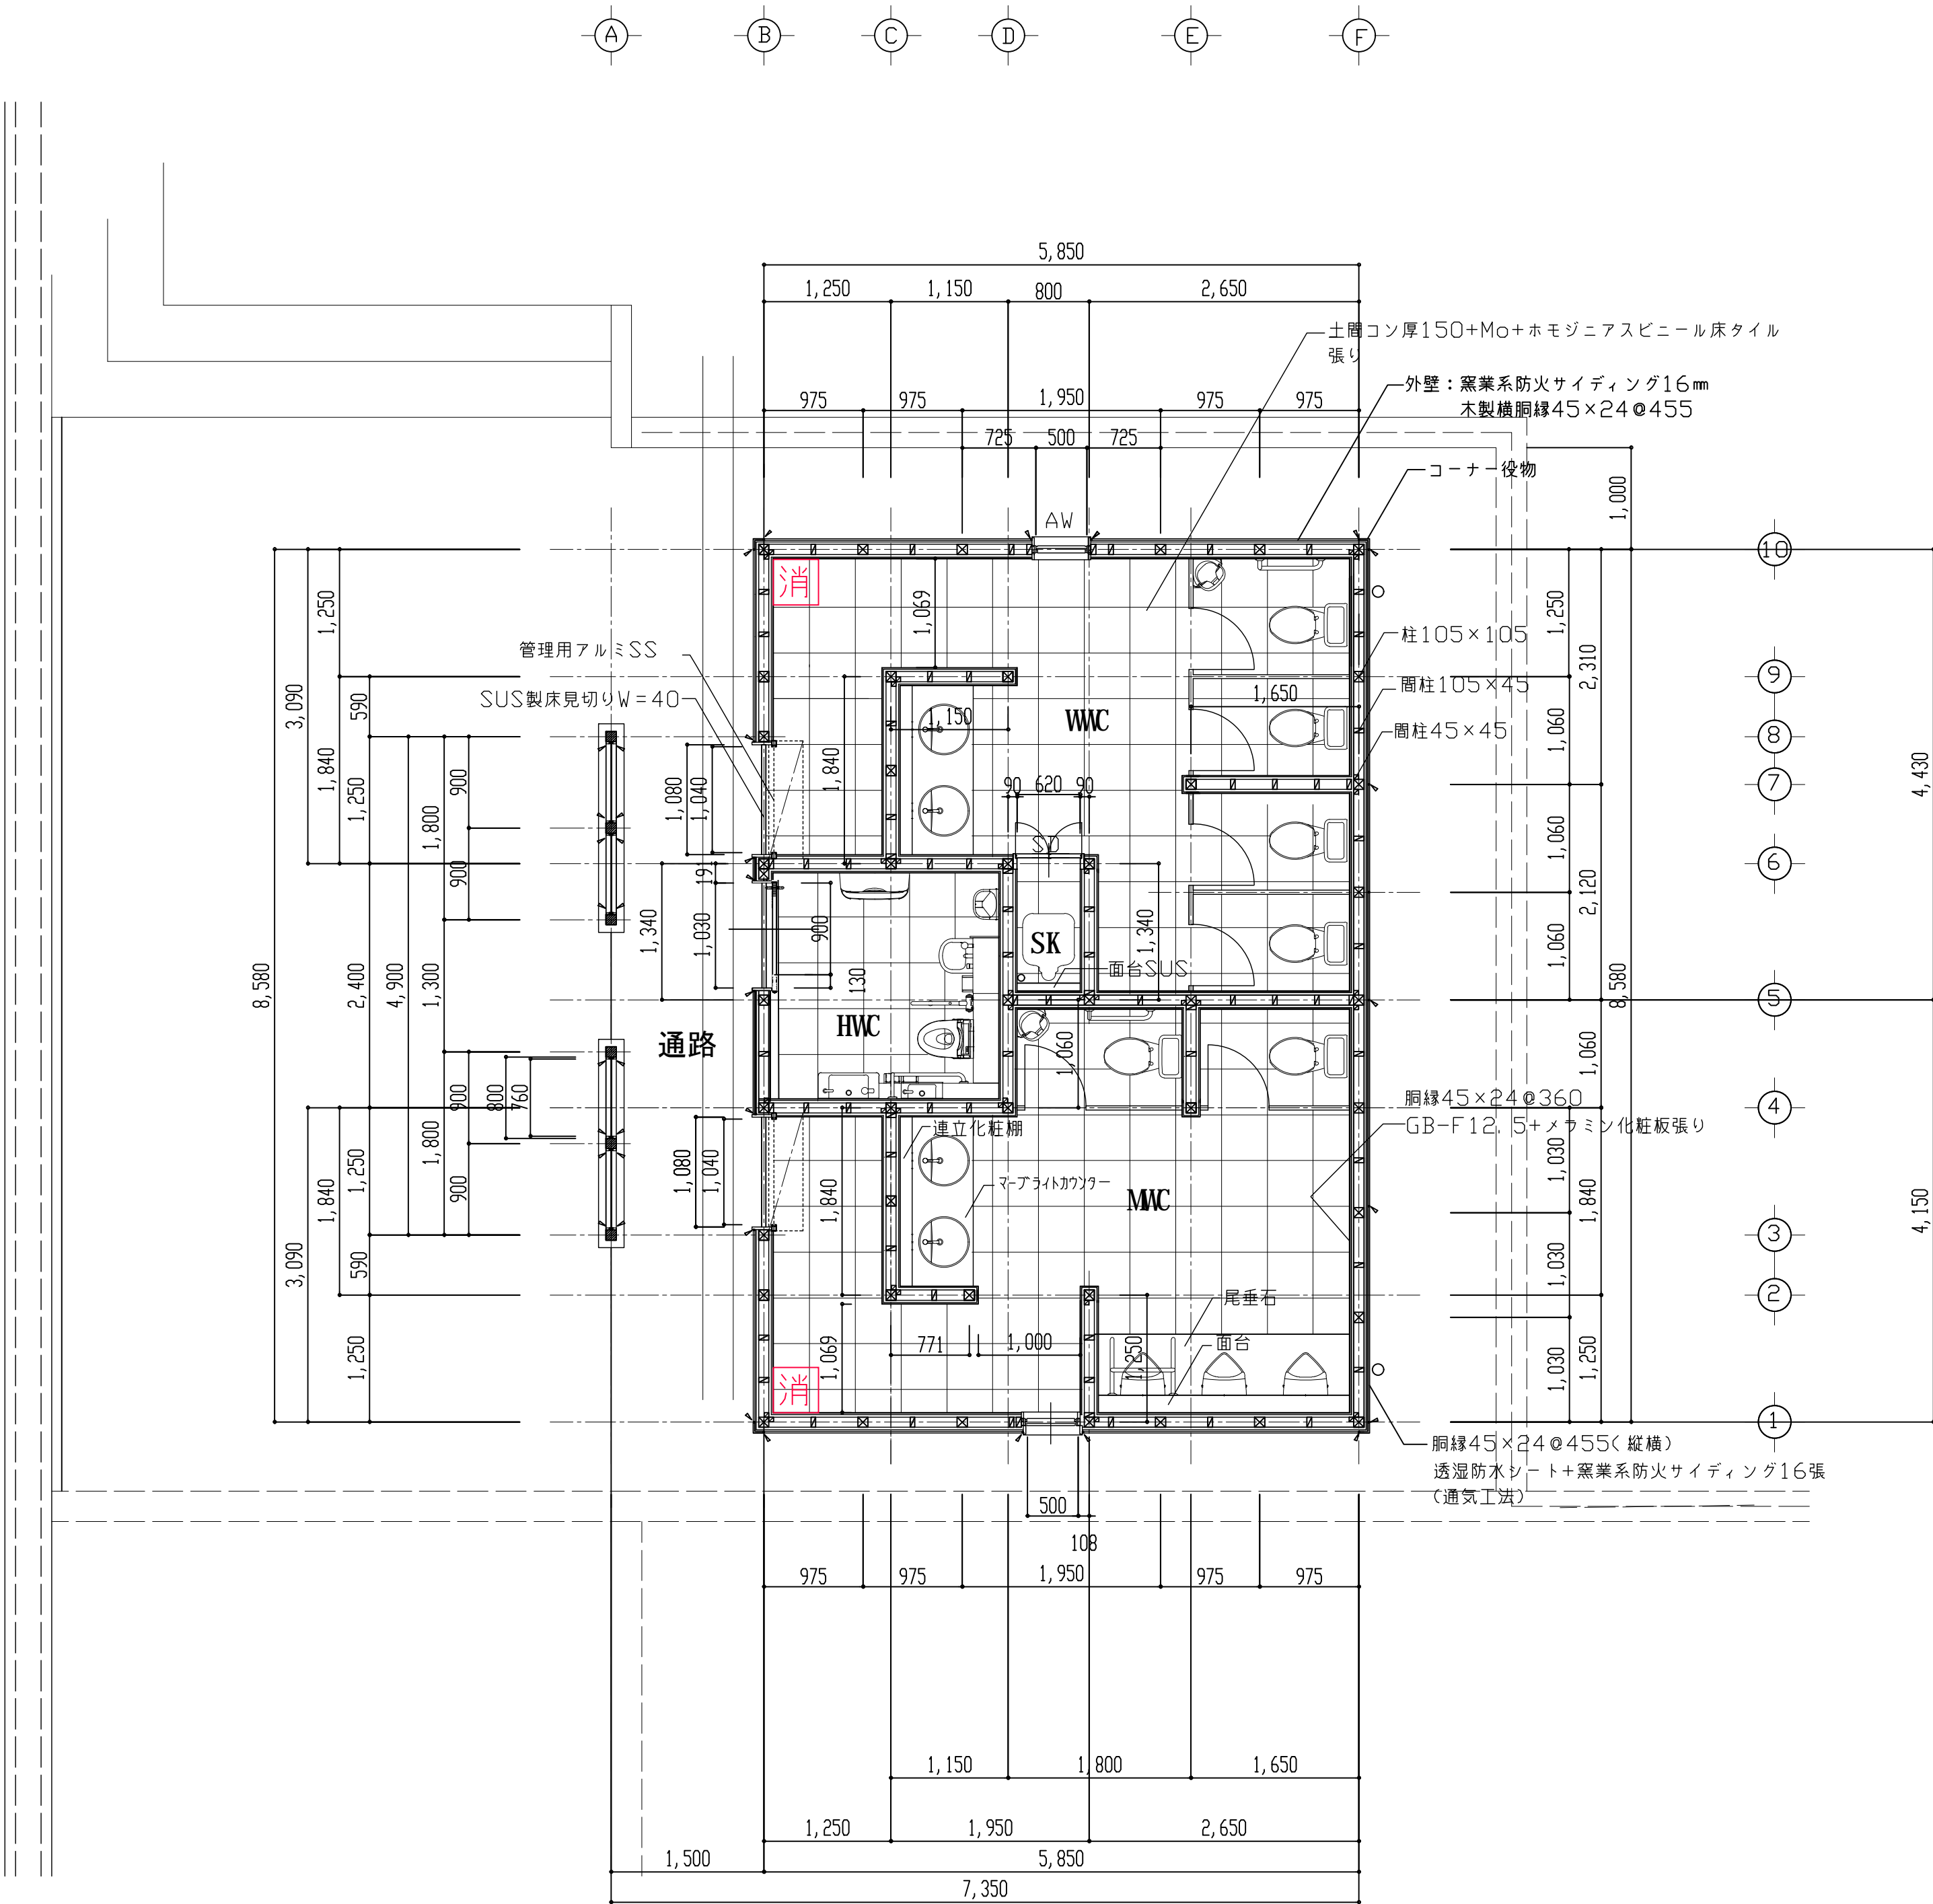 A B C D E F
5,850
1,250 1,150 800 2,650
土間コン厚150+Mo+ホモジニアスビニール床タイル
張り
外壁：窯業系防火サイディング16㎜
木製横胴縁45×24@455
975 975 1,950 975 975
725 500 725
コーナー役物
1,000
AW
10
消
1,250
1,069
1,250
柱105×105
2,310
管理用アルミSS
9
3,090
590
SUS製床見切りW=40
間柱105×45
1,650
1,150
WWC
1,060
8
間柱45×45
1,840
1,250
900
1,800
1,080
1,040
1,840
90 620 90
7
4,430
SD
1,060
6
900
191
2,120
1,340
1,030
900
1,340
SK
1,060
面台SUS
8,580
2,400
4,900
1,300
130
8,580
5
HWC
通路
1,060
1,060
900
800
760
胴縁45×24@360
4
連立化粧棚
GB-F12.5+メラミン化粧板張り
1,800
1,030
マーブライトカウンター
1,840
1,250
900
1,080
1,040
1,840
MWC
1,840
4,150
3,090
590
1,030
3
尾垂石
2
771
1,000
面台
1,250
1,069
1,250
1,030
1,250
消
1
胴縁45×24@455(縦横)
透湿防水シート+窯業系防火サイディング16張
(通気工法)
500
108
975 975 1,950 975 975
1,150 1,800 1,650
1,250 1,950 2,650
1,500 5,850
7,350